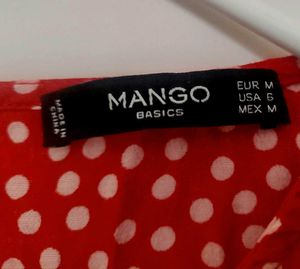 MADE IN
CHINA
MANGO
BASICS
EUR M
USA 6
MEX M